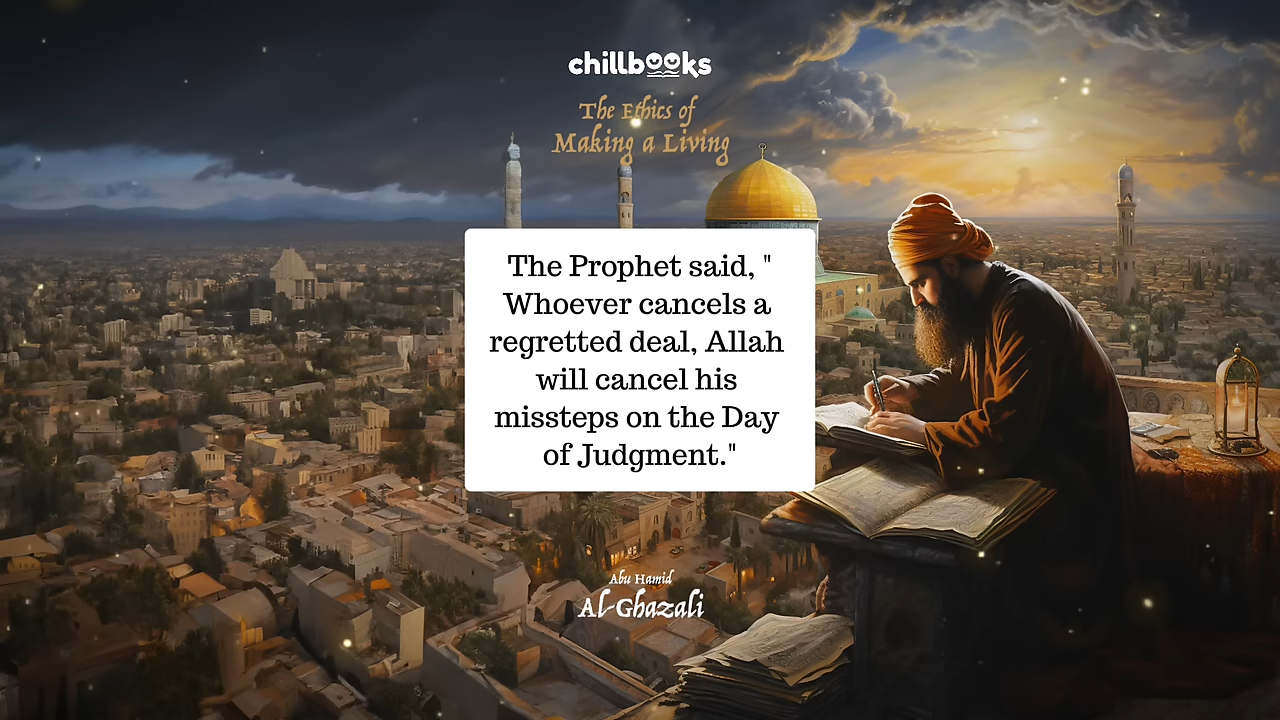 chillbooks
The Ethics of
Making a Living
The Prophet said, "
Whoever cancels a
regretted deal, Allah
will cancel his
missteps on the Day
of Judgment."
Abu Hamid
Al-Ghazali